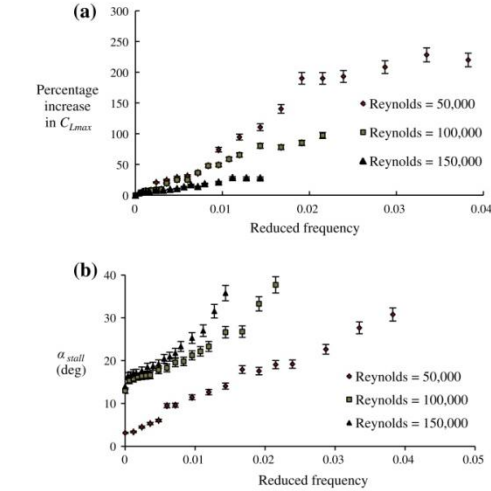 (a)
300
250
200
150
100
50
0
Percentage
increase
in C_Lmax
Reynolds = 50,000
Reynolds = 100,000
Reynolds = 150,000
0 0.01 0.02 0.03 0.04
Reduced frequency
(b)
40
30
20
10
0
α_stall
(deg)
Reynolds = 50,000
Reynolds = 100,000
Reynolds = 150,000
0 0.01 0.02 0.03 0.04 0.05
Reduced frequency